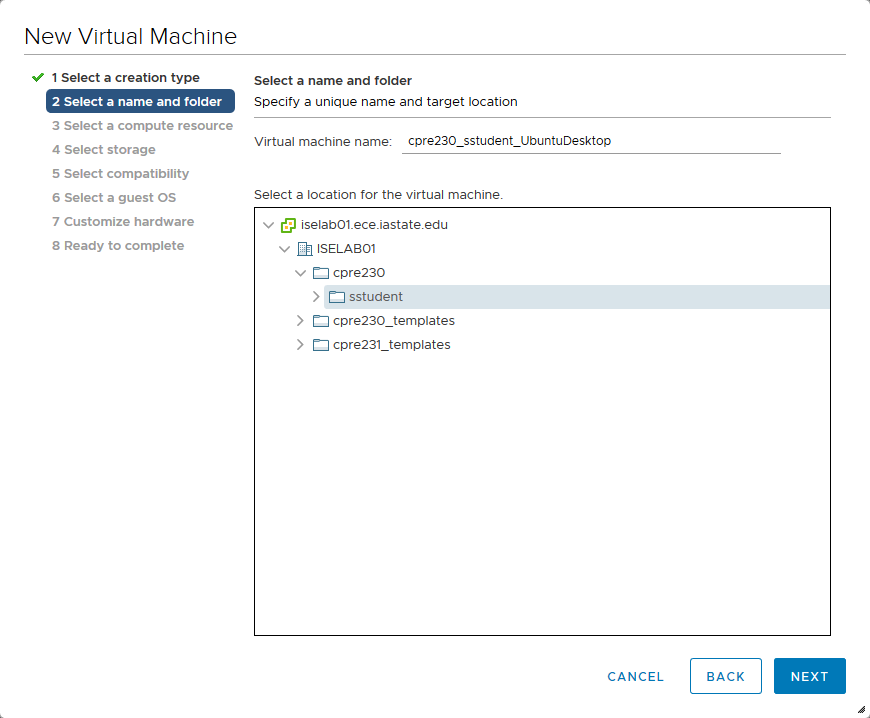 New Virtual Machine
1 Select a creation type
2 Select a name and folder
3 Select a compute resource
4 Select storage
5 Select compatibility
6 Select a guest OS
7 Customize hardware
8 Ready to complete
Select a name and folder
Specify a unique name and target location
Virtual machine name: cpre230_sstudent_UbuntuDesktop
Select a location for the virtual machine.
iselab01.ece.iastate.edu
ISELAB01
cpre230
sstudent
cpre230_templates
cpre231_templates
CANCEL BACK NEXT